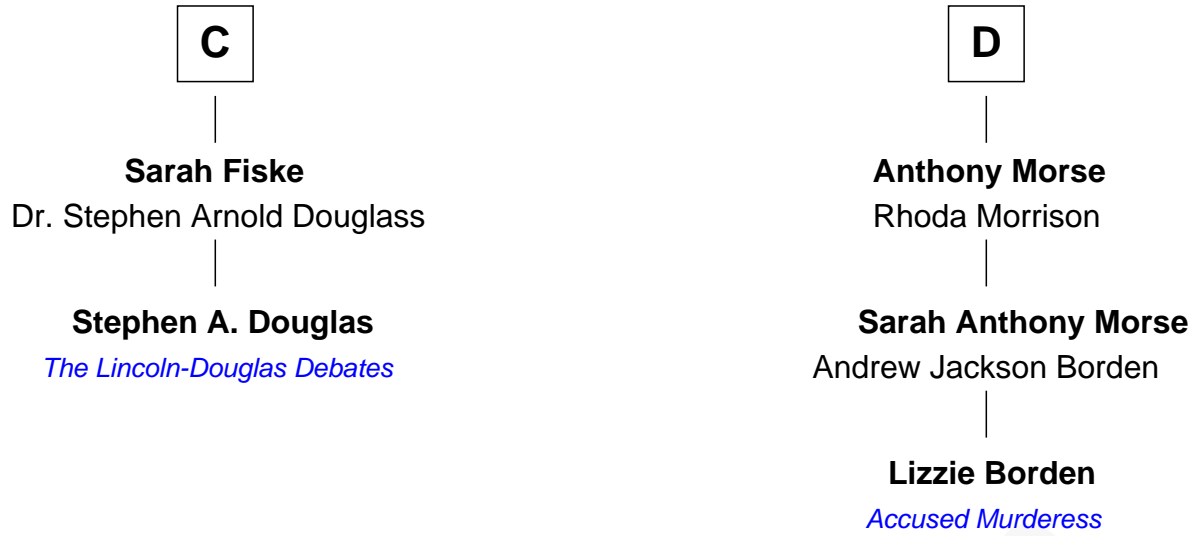 C
Sarah Fiske
Dr. Stephen Arnold Douglass
Stephen A. Douglas
The Lincoln-Douglas Debates
D
Anthony Morse
Rhoda Morrison
Sarah Anthony Morse
Andrew Jackson Borden
Lizzie Borden
Accused Murderess